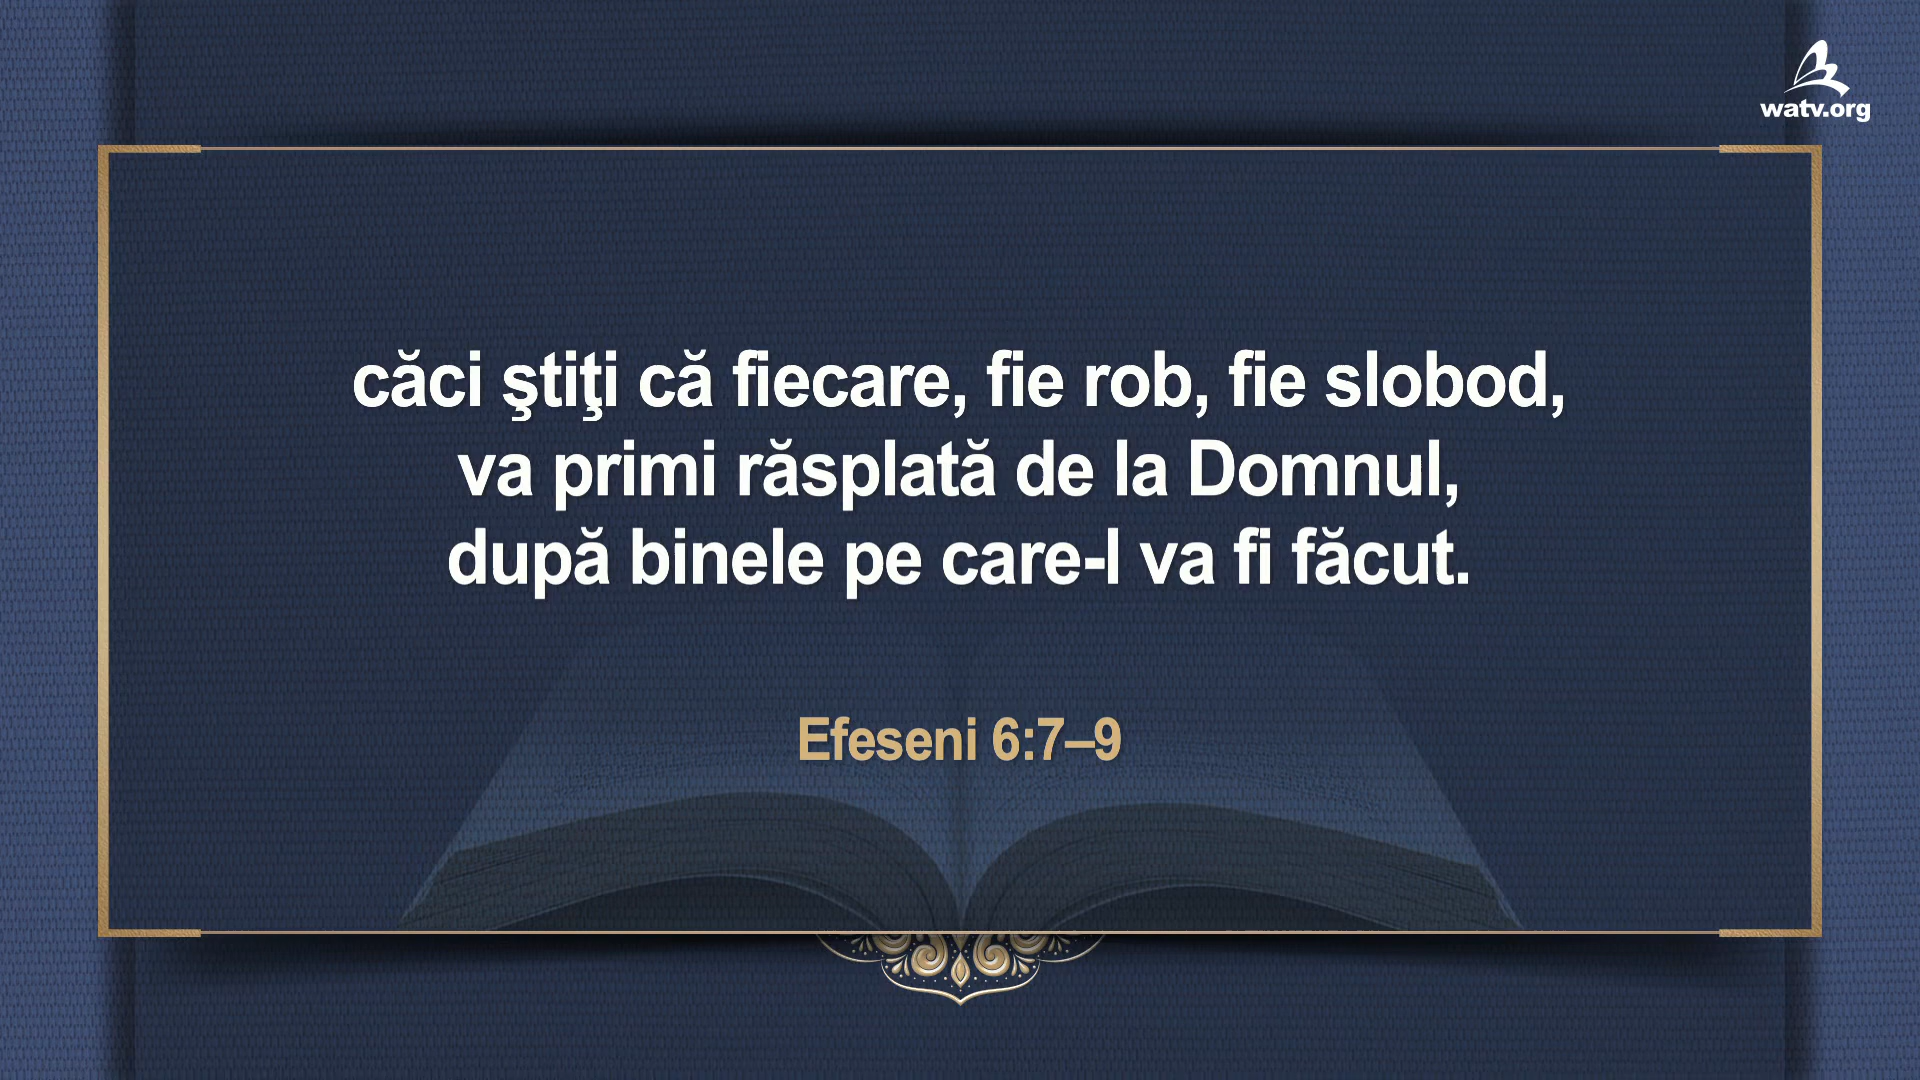 watv.org
căci ştiţi că fiecare, fie rob, fie slobod,
va primi răsplată de la Domnul,
după binele pe care-l va fi făcut.
Efeseni 6:7–9